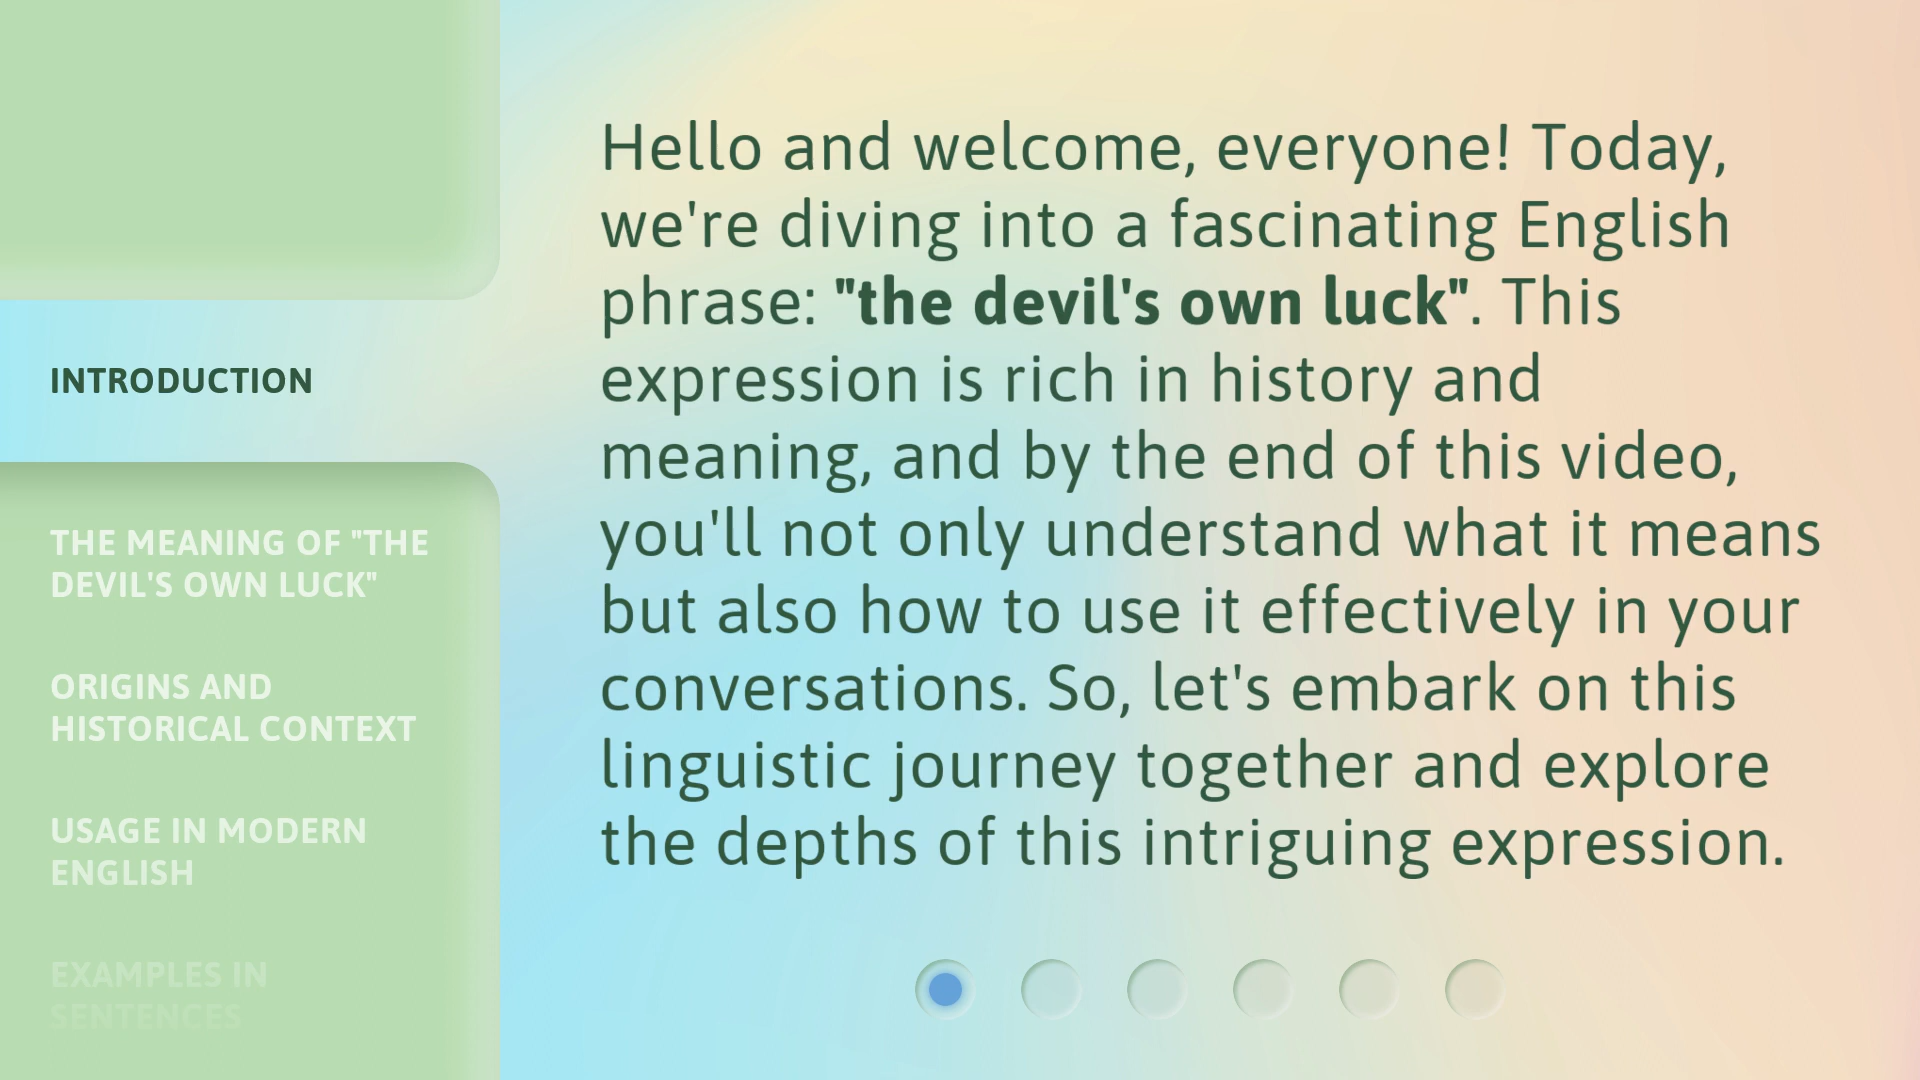 INTRODUCTION
THE MEANING OF "THE
DEVIL'S OWN LUCK"
ORIGINS AND
HISTORICAL CONTEXT
USAGE IN MODERN
ENGLISH
EXAMPLES IN
SENTENCES
Hello and welcome, everyone! Today,
we're diving into a fascinating English
phrase: "the devil's own luck". This
expression is rich in history and
meaning, and by the end of this video,
you'll not only understand what it means
but also how to use it effectively in your
conversations. So, let's embark on this
linguistic journey together and explore
the depths of this intriguing expression.